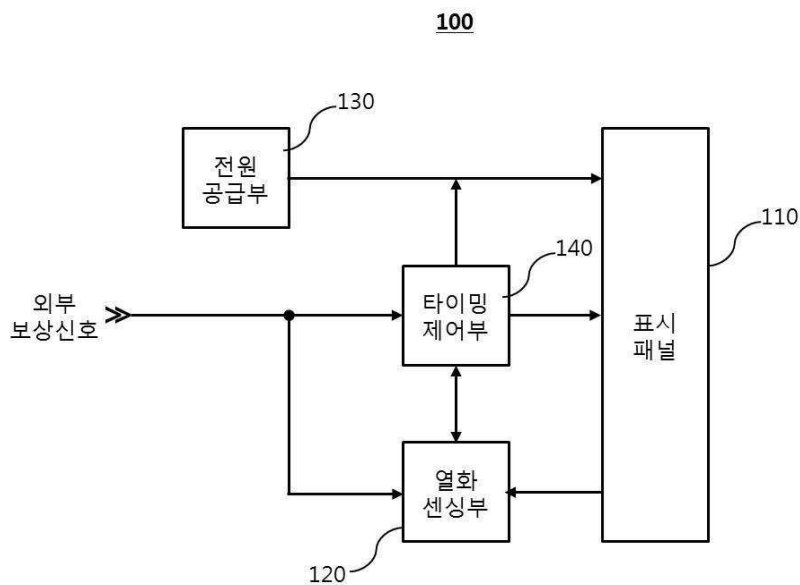 100
130
전원
공급부
110
140
외부
보상신호
타이밍
제어부
표시
패널
열화
센싱부
120